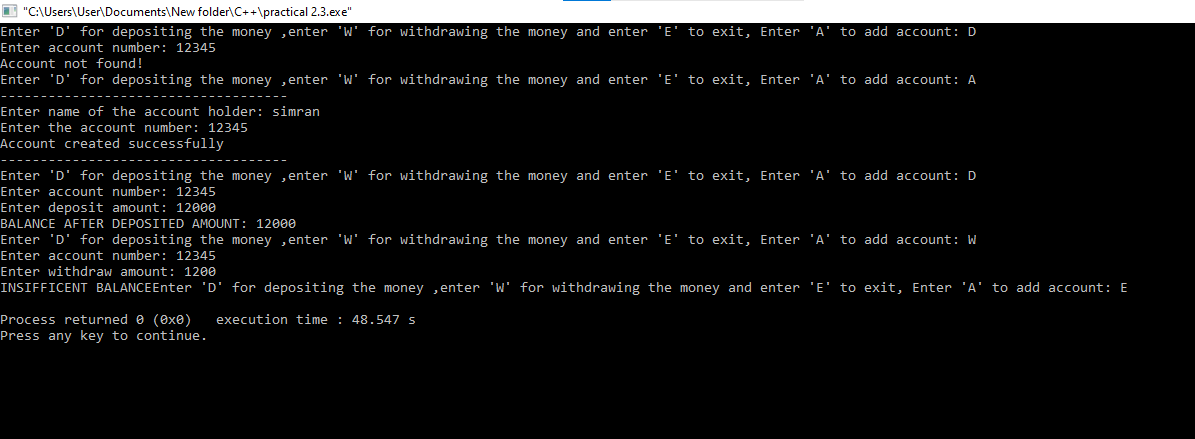 "C:\Users\User\Documents\New folder\C++\practical 2.3.exe"
Enter 'D' for depositing the money ,enter 'W' for withdrawing the money and enter 'E' to exit, Enter 'A' to add account: D
Enter account number: 12345
Account not found!
Enter 'D' for depositing the money ,enter 'W' for withdrawing the money and enter 'E' to exit, Enter 'A' to add account: A
------------------------------------
Enter name of the account holder: simran
Enter the account number: 12345
Account created successfully
------------------------------------
Enter 'D' for depositing the money ,enter 'W' for withdrawing the money and enter 'E' to exit, Enter 'A' to add account: D
Enter account number: 12345
Enter deposit amount: 12000
BALANCE AFTER DEPOSITED AMOUNT: 12000
Enter 'D' for depositing the money ,enter 'W' for withdrawing the money and enter 'E' to exit, Enter 'A' to add account: W
Enter account number: 12345
Enter withdraw amount: 1200
INSIFFICENT BALANCEEnter 'D' for depositing the money ,enter 'W' for withdrawing the money and enter 'E' to exit, Enter 'A' to add account: E
Process returned 0 (0x0)   execution time : 48.547 s
Press any key to continue.